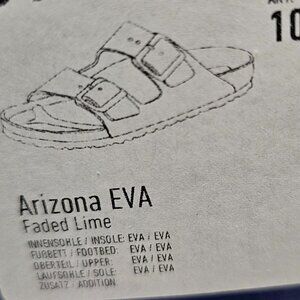 10
Arizona EVA
Faded Lime
INNENSOHLE / INSOLE: EVA / EVA
FUßBETT / FOOTBED: EVA / EVA
OBERTEIL / UPPER: EVA / EVA
LAUFSOHLE / SOLE: EVA / EVA
ZUSATZ / ADDITION